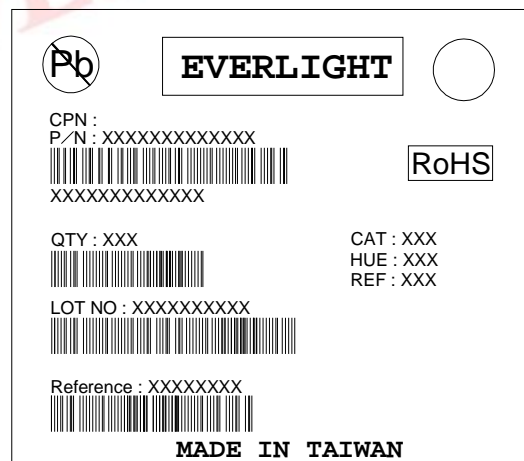 Pb
EVERLIGHT
CPN :
P/N : XXXXXXXXXXXXX
RoHS
XXXXXXXXXXXXX
QTY : XXX
CAT : XXX
HUE : XXX
REF : XXX
LOT NO : XXXXXXXXXX
Reference : XXXXXXXX
MADE IN TAIWAN